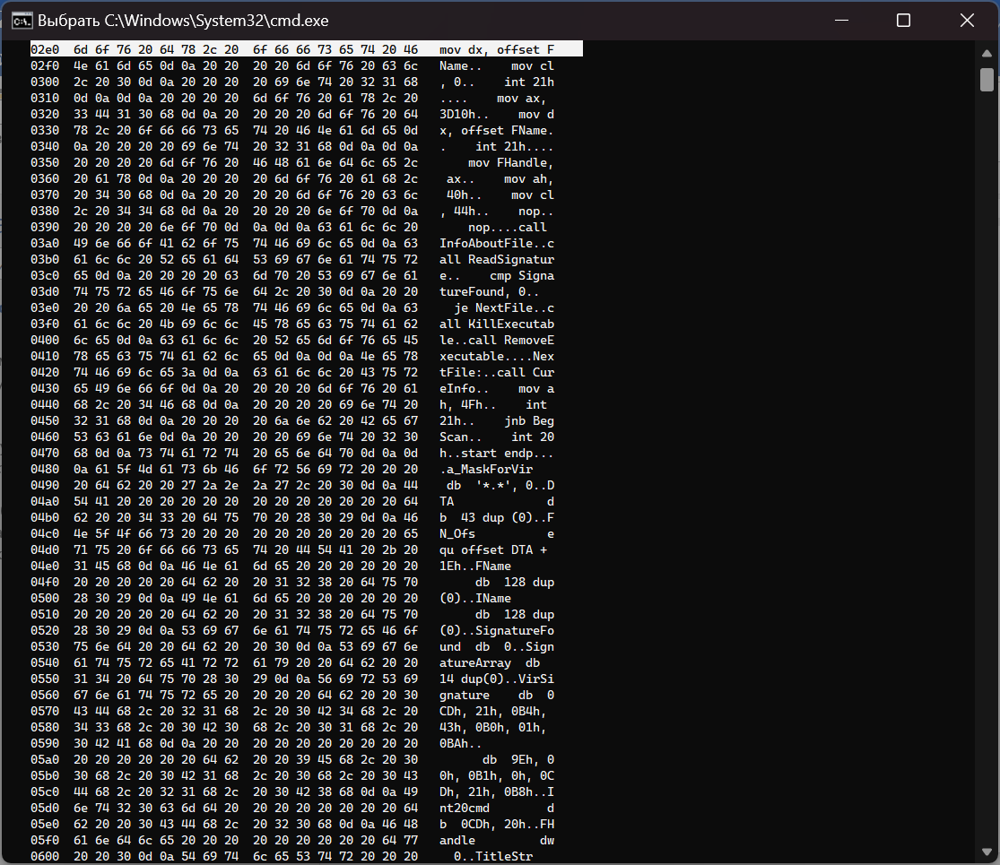 Выбрать C:\Windows\System32\cmd.exe
02e0 6d 6f 76 20 64 78 2c 20 6f 66 66 73 65 74 20 46 mov dx, offset F
02f0 4e 61 6d 65 0d 0a 20 20 20 20 6d 6f 76 20 63 6c Name.. mov cl
0300 2c 20 30 0d 0a 20 20 20 20 69 6e 74 20 32 31 68 , 0.. int 21h
0310 0d 0a 0d 0a 20 20 20 20 6d 6f 76 20 61 78 2c 20 .... mov ax,
0320 33 44 31 30 68 0d 0a 20 20 20 20 6d 6f 76 20 64 3D10h.. mov d
0330 78 2c 20 6f 66 66 73 65 74 20 46 4e 61 6d 65 0d x, offset FName.
0340 0a 20 20 20 20 69 6e 74 20 32 31 68 0d 0a 0d 0a . int 21h....
0350 20 20 20 20 6d 6f 76 20 46 48 61 6e 64 6c 65 2c mov FHandle,
0360 20 61 78 0d 0a 20 20 20 20 6d 6f 76 20 61 68 2c ax.. mov ah,
0370 20 34 30 68 0d 0a 20 20 20 20 6d 6f 76 20 63 6c 40h.. mov cl
0380 2c 20 34 34 68 0d 0a 20 20 20 20 6e 6f 70 0d 0a , 44h.. nop..
0390 20 20 20 20 6e 6f 70 0d 0a 0d 0a 63 61 6c 6c 20 nop....call
03a0 49 6e 66 6f 41 62 6f 75 74 46 69 6c 65 0d 0a 63 InfoAboutFile..c
03b0 61 6c 6c 20 52 65 61 64 53 69 67 6e 61 74 75 72 all ReadSignatur
03c0 65 0d 0a 20 20 20 20 63 6d 70 20 53 69 67 6e 61 e.. cmp Signa
03d0 74 75 72 65 46 6f 75 6e 64 2c 20 30 0d 0a 20 20 tureFound, 0..
03e0 20 20 6a 65 20 4e 65 78 74 46 69 6c 65 0d 0a 63 je NextFile..c
03f0 61 6c 6c 20 4b 69 6c 6c 45 78 65 63 75 74 61 62 all KillExecutab
0400 6c 65 0d 0a 63 61 6c 6c 20 52 65 6d 6f 76 65 45 le..call RemoveE
0410 78 65 63 75 74 61 62 6c 65 0d 0a 0d 0a 4e 65 78 xecutable....Nex
0420 74 46 69 6c 65 3a 0d 0a 63 61 6c 6c 20 43 75 72 tFile:..call Cur
0430 65 49 6e 66 6f 0d 0a 20 20 20 20 6d 6f 76 20 61 eInfo.. mov a
0440 68 2c 20 34 46 68 0d 0a 20 20 20 20 69 6e 74 20 h, 4Fh.. int
0450 32 31 68 0d 0a 20 20 20 20 6a 6e 62 20 42 65 67 21h.. jnb Beg
0460 53 63 61 6e 0d 0a 20 20 20 20 69 6e 74 20 32 30 Scan.. int 20
0470 68 0d 0a 73 74 61 72 74 20 65 6e 64 70 0d 0a 0d h..start endp...
0480 0a 61 5f 4d 61 73 6b 46 6f 72 56 69 72 20 20 20 .a_MaskForVir
0490 20 64 62 20 20 27 2a 2e 2a 27 2c 20 30 0d 0a 44 db '*.*', 0..D
04a0 54 41 20 20 20 20 20 20 20 20 20 20 20 20 20 64 TA d
04b0 62 20 20 34 33 20 64 75 70 20 28 30 29 0d 0a 46 b 43 dup (0)..F
04c0 4e 5f 4f 66 73 20 20 20 20 20 20 20 20 20 20 65 N_Ofs e
04d0 71 75 20 6f 66 66 73 65 74 20 44 54 41 20 2b 20 qu offset DTA +
04e0 31 45 68 0d 0a 46 4e 61 6d 65 20 20 20 20 20 20 1Eh..FName
04f0 20 20 20 20 20 64 62 20 20 31 32 38 20 64 75 70 db 128 dup
0500 28 30 29 0d 0a 49 4e 61 6d 65 20 20 20 20 20 20 (0)..IName
0510 20 20 20 20 20 64 62 20 20 31 32 38 20 64 75 70 db 128 dup
0520 28 30 29 0d 0a 53 69 67 6e 61 74 75 72 65 46 6f (0)..SignatureFo
0530 75 6e 64 20 20 64 62 20 20 30 0d 0a 53 69 67 6e und db 0..Sign
0540 61 74 75 72 65 41 72 72 61 79 20 20 64 62 20 20 atureArray db
0550 31 34 20 64 75 70 28 30 29 0d 0a 56 69 72 53 69 14 dup(0)..VirSi
0560 67 6e 61 74 75 72 65 20 20 20 20 64 62 20 20 30 gnature db 0
0570 43 44 68 2c 20 32 31 68 2c 20 30 42 34 68 2c 20 CDh, 21h, 0B4h,
0580 34 33 68 2c 20 30 42 30 68 2c 20 30 31 68 2c 20 43h, 0B0h, 01h,
0590 30 42 41 68 0d 0a 20 20 20 20 20 20 20 20 20 20 0BAh..
05a0 20 20 20 20 20 20 64 62 20 20 39 45 68 2c 20 30 db 9Eh, 0
05b0 30 68 2c 20 30 42 31 68 2c 20 30 68 2c 20 30 43 0h, 0B1h, 0h, 0C
05c0 44 68 2c 20 32 31 68 2c 20 30 42 38 68 0d 0a 49 Dh, 21h, 0B8h..I
05d0 6e 74 32 30 63 6d 64 20 20 20 20 20 20 20 20 64 nt20cmd d
05e0 62 20 20 30 43 44 68 2c 20 32 30 68 0d 0a 46 48 b 0CDh, 20h..FH
05f0 61 6e 64 6c 65 20 20 20 20 20 20 20 20 20 64 77 andle dw
0600 20 20 30 0d 0a 54 69 74 6c 65 53 74 72 20 20 20 0..TitleStr